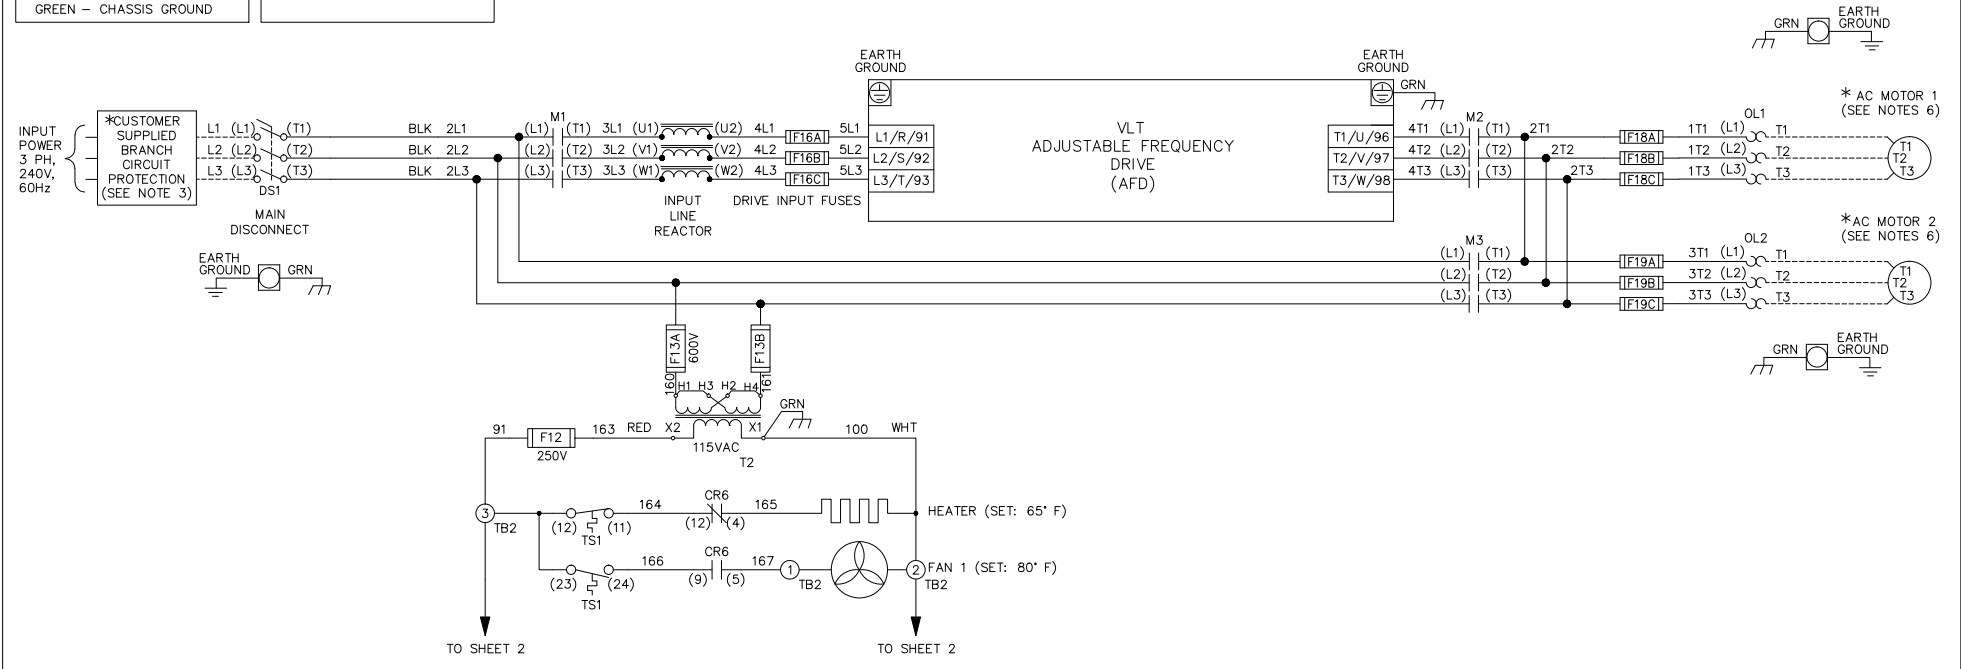 GREEN – CHASSIS GROUND
EARTH
GROUND
GRN
EARTH
GROUND
EARTH
GROUND
GRN
INPUT
POWER
3 PH,
240V,
60Hz
*CUSTOMER
SUPPLIED
BRANCH
CIRCUIT
PROTECTION
(SEE NOTE 3)
L1 (L1) (T1) BLK 2L1 (L1) M1 (T1) 3L1 (U1) (U2) 4L1 F16A 5L1 L1/R/91
L2 (L2) (T2) BLK 2L2 (L2) (T2) 3L2 (V1) (V2) 4L2 F16B 5L2 L2/S/92
L3 (L3) (T3) BLK 2L3 (L3) (T3) 3L3 (W1) (W2) 4L3 F16C 5L3 L3/T/93
DS1
MAIN
DISCONNECT
INPUT
LINE
REACTOR
DRIVE INPUT FUSES
VLT
ADJUSTABLE FREQUENCY
DRIVE
(AFD)
T1/U/96 4T1 (L1) M2 (T1) 2T1 F18A 1T1 (L1) OL1 T1
T2/V/97 4T2 (L2) (T2) 2T2 F18B 1T2 (L2) T2
T3/W/98 4T3 (L3) (T3) 2T3 F18C 1T3 (L3) T3
* AC MOTOR 1
(SEE NOTES 6)
T1
T2
T3
EARTH
GROUND
GRN
M3
(L1) (T1) F19A 3T1 (L1) OL2 T1
(L2) (T2) F19B 3T2 (L2) T2
(L3) (T3) F19C 3T3 (L3) T3
*AC MOTOR 2
(SEE NOTES 6)
T1
T2
T3
GRN
EARTH
GROUND
F13A
600V
F13B
160
H1 H3 H2 H4
161
GRN
91 F12 163 RED X2 X1 100 WHT
250V
115VAC
T2
3
TB2
(12) (11) 164 CR6 (12) (4) 165 HEATER (SET: 65° F)
TS1
(23) (24) 166 CR6 (9) (5) 167 1 TB2 2 FAN 1 (SET: 80° F)
TS1
TB2
TO SHEET 2
TO SHEET 2